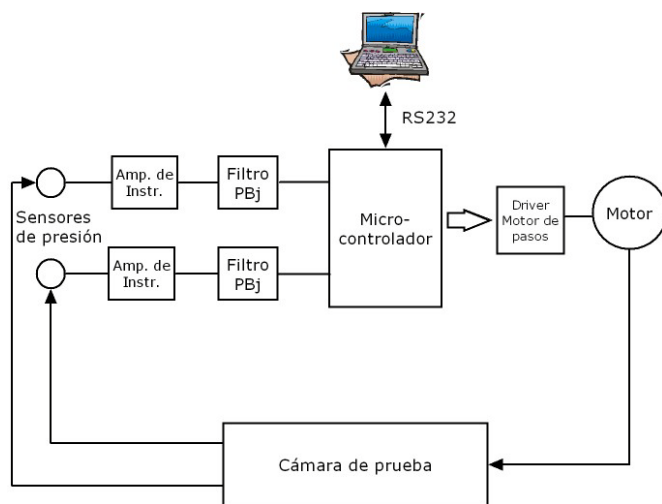 RS232
Amp. de
Instr.
Filtro
PBj
Micro-
controlador
Driver
Motor de
pasos
Motor
Sensores
de presión
Amp. de
Instr.
Filtro
PBj
Cámara de prueba